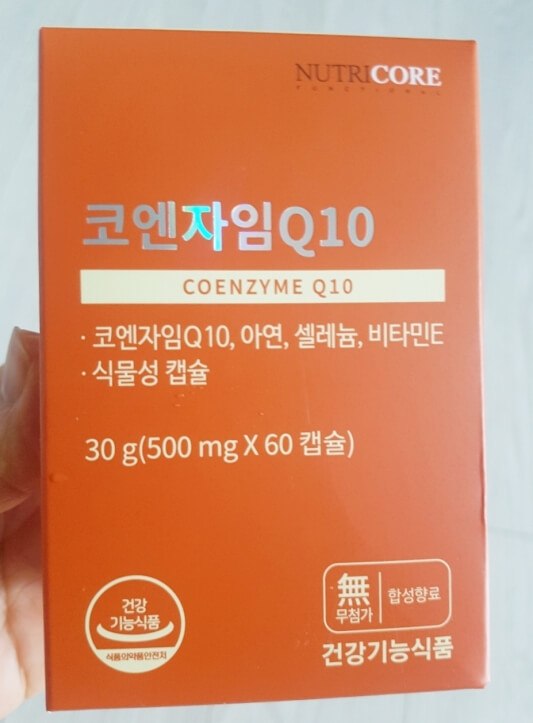 NUTRICORE
FUNCTIONAL
코엔자임Q10
COENZYME Q10
· 코엔자임Q10, 아연, 셀레늄, 비타민E
· 식물성 캡슐
30 g(500 mg X 60 캡슐)
건강
기능식품
식품의약품안전처
無
무첨가
합성향료
건강기능식품